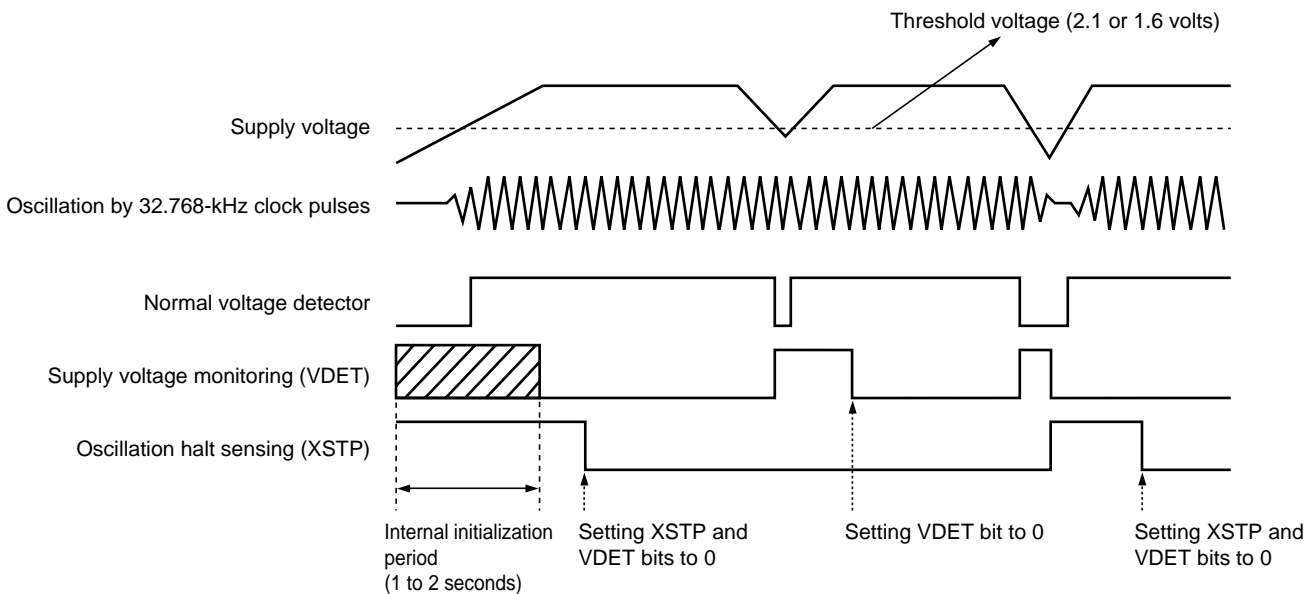 Threshold voltage (2.1 or 1.6 volts)
Supply voltage
Oscillation by 32.768-kHz clock pulses
Normal voltage detector
Supply voltage monitoring (VDET)
Oscillation halt sensing (XSTP)
Internal initialization
period
(1 to 2 seconds)
Setting XSTP and
VDET bits to 0
Setting VDET bit to 0
Setting XSTP and
VDET bits to 0